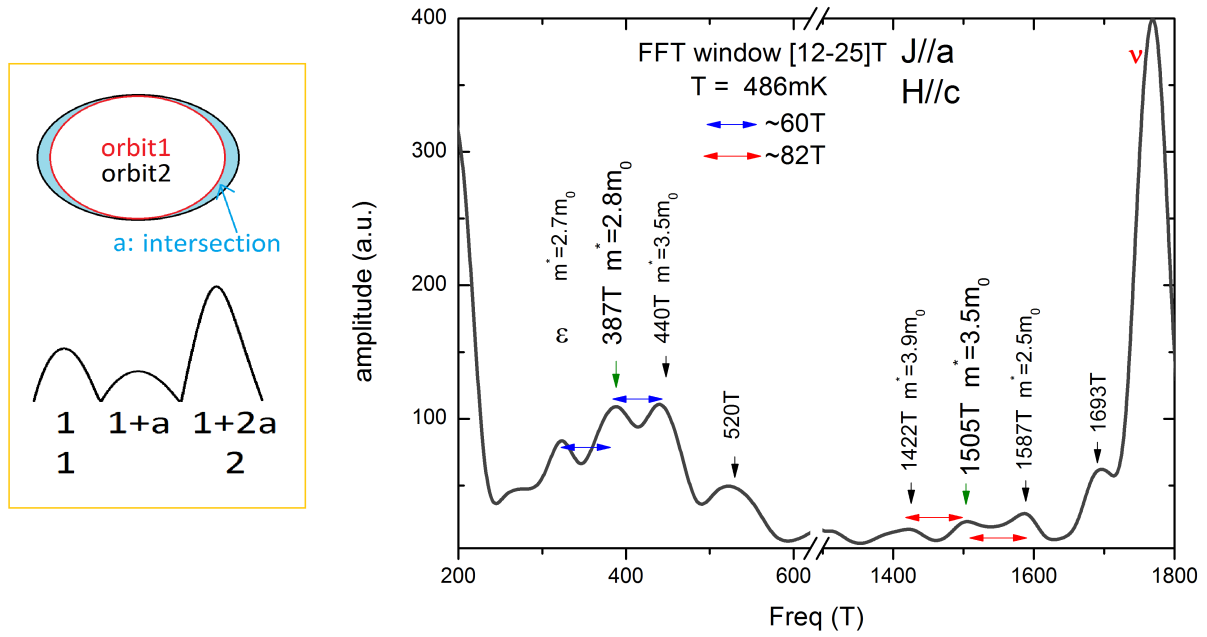 orbit1
orbit2
a: intersection
1 1+a 1+2a
1 2
amplitude (a.u.)
400
300
200
100
FFT window [12-25]T J//a
T = 486mK H//c
~60T
~82T
ν
ε m*=2.7m0
387T m*=2.8m0
440T m*=3.5m0
520T
1422T m*=3.9m0
1505T m*=3.5m0
1587T m*=2.5m0
1693T
200 400 600 1400 1600 1800
Freq (T)